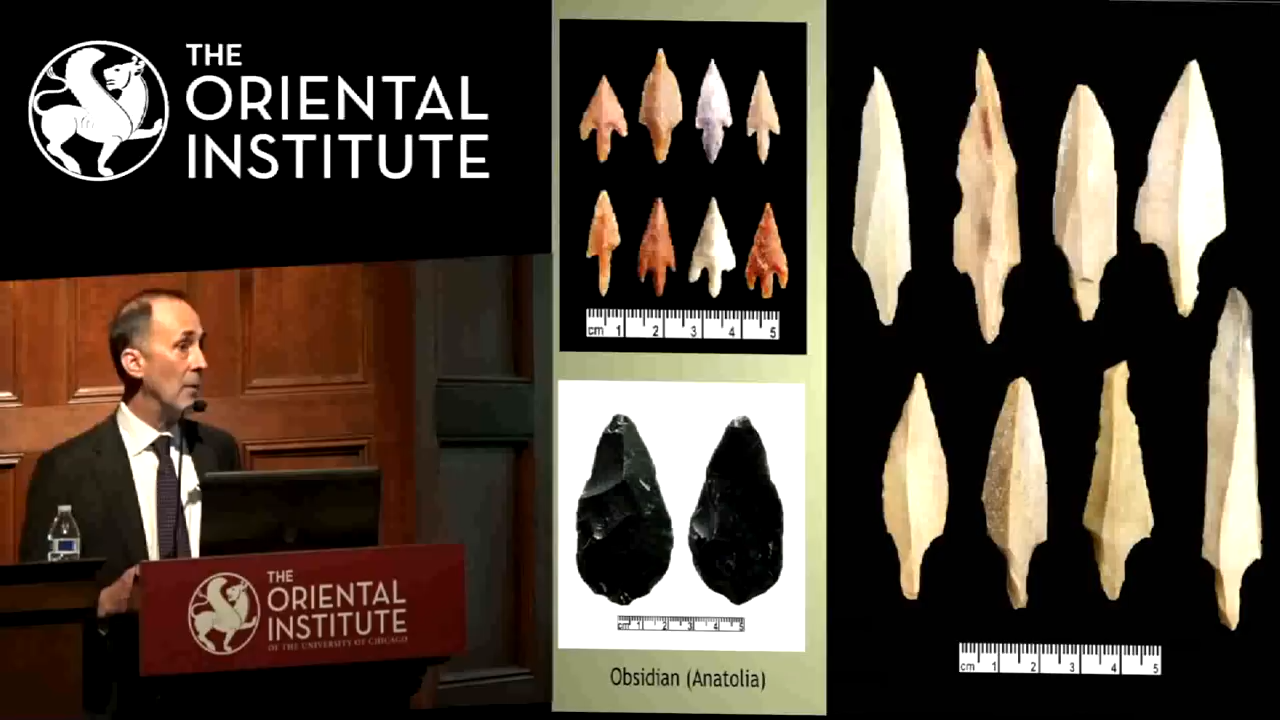 THE
ORIENTAL
INSTITUTE
THE
ORIENTAL
INSTITUTE
OF THE UNIVERSITY OF CHICAGO
cm 1 2 3 4 5
cm 1 2 3 4 5
Obsidian (Anatolia)
cm 1 2 3 4 5